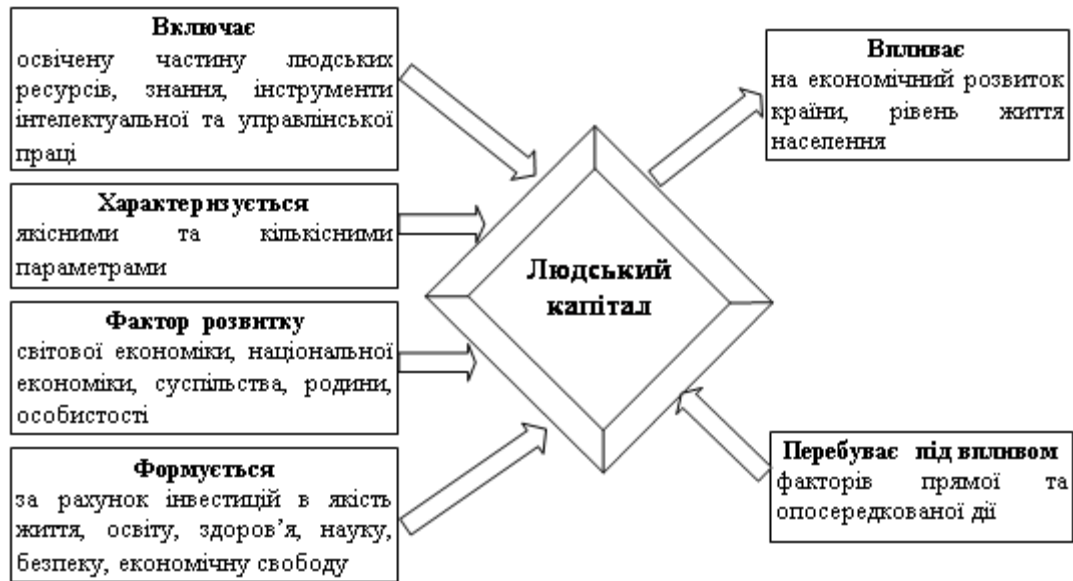 Включає
освічену частину людських
ресурсів, знання, інструменти
інтелектуальної та управлінської
праці
Характеризується
якісними та кількісними
параметрами
Фактор розвитку
світової економіки, національної
економіки, суспільства, родини,
особистості
Формується
за рахунок інвестицій в якість
життя, освіту, здоров’я, науку,
безпеку, економічну свободу
Людський
капітал
Впливає
на економічний розвиток
країни, рівень життя
населення
Перебуває під впливом
факторів прямої та
опосередкованої дії